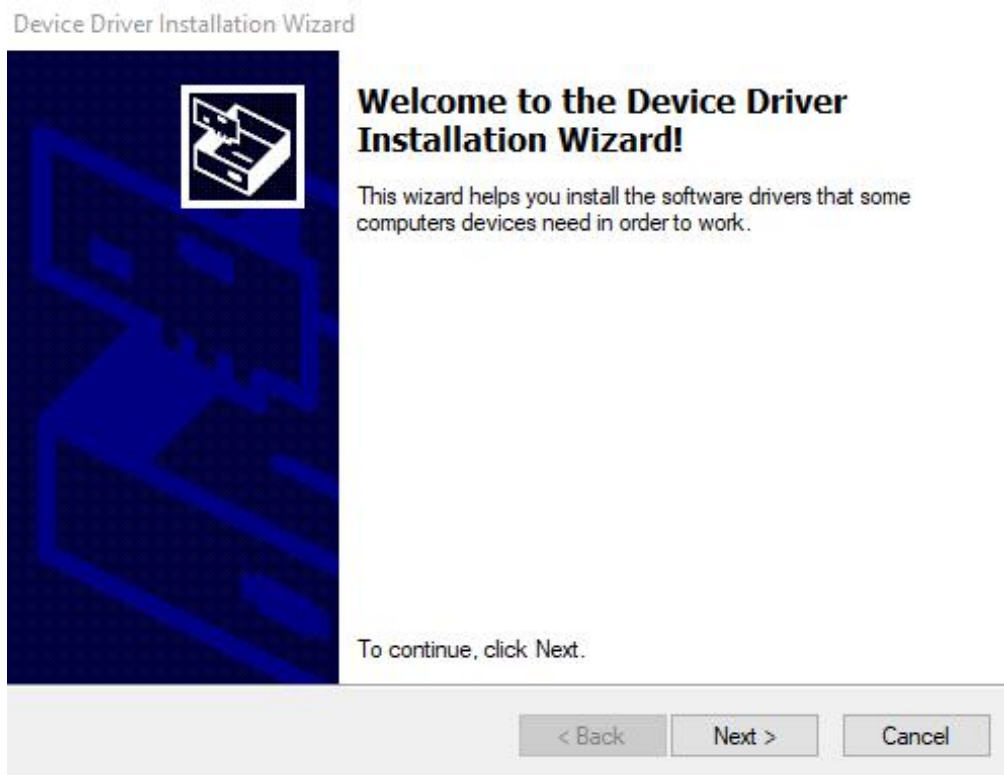 Device Driver Installation Wizard
Welcome to the Device Driver
Installation Wizard!
This wizard helps you install the software drivers that some
computers devices need in order to work.
To continue, click Next.
< Back
Next >
Cancel